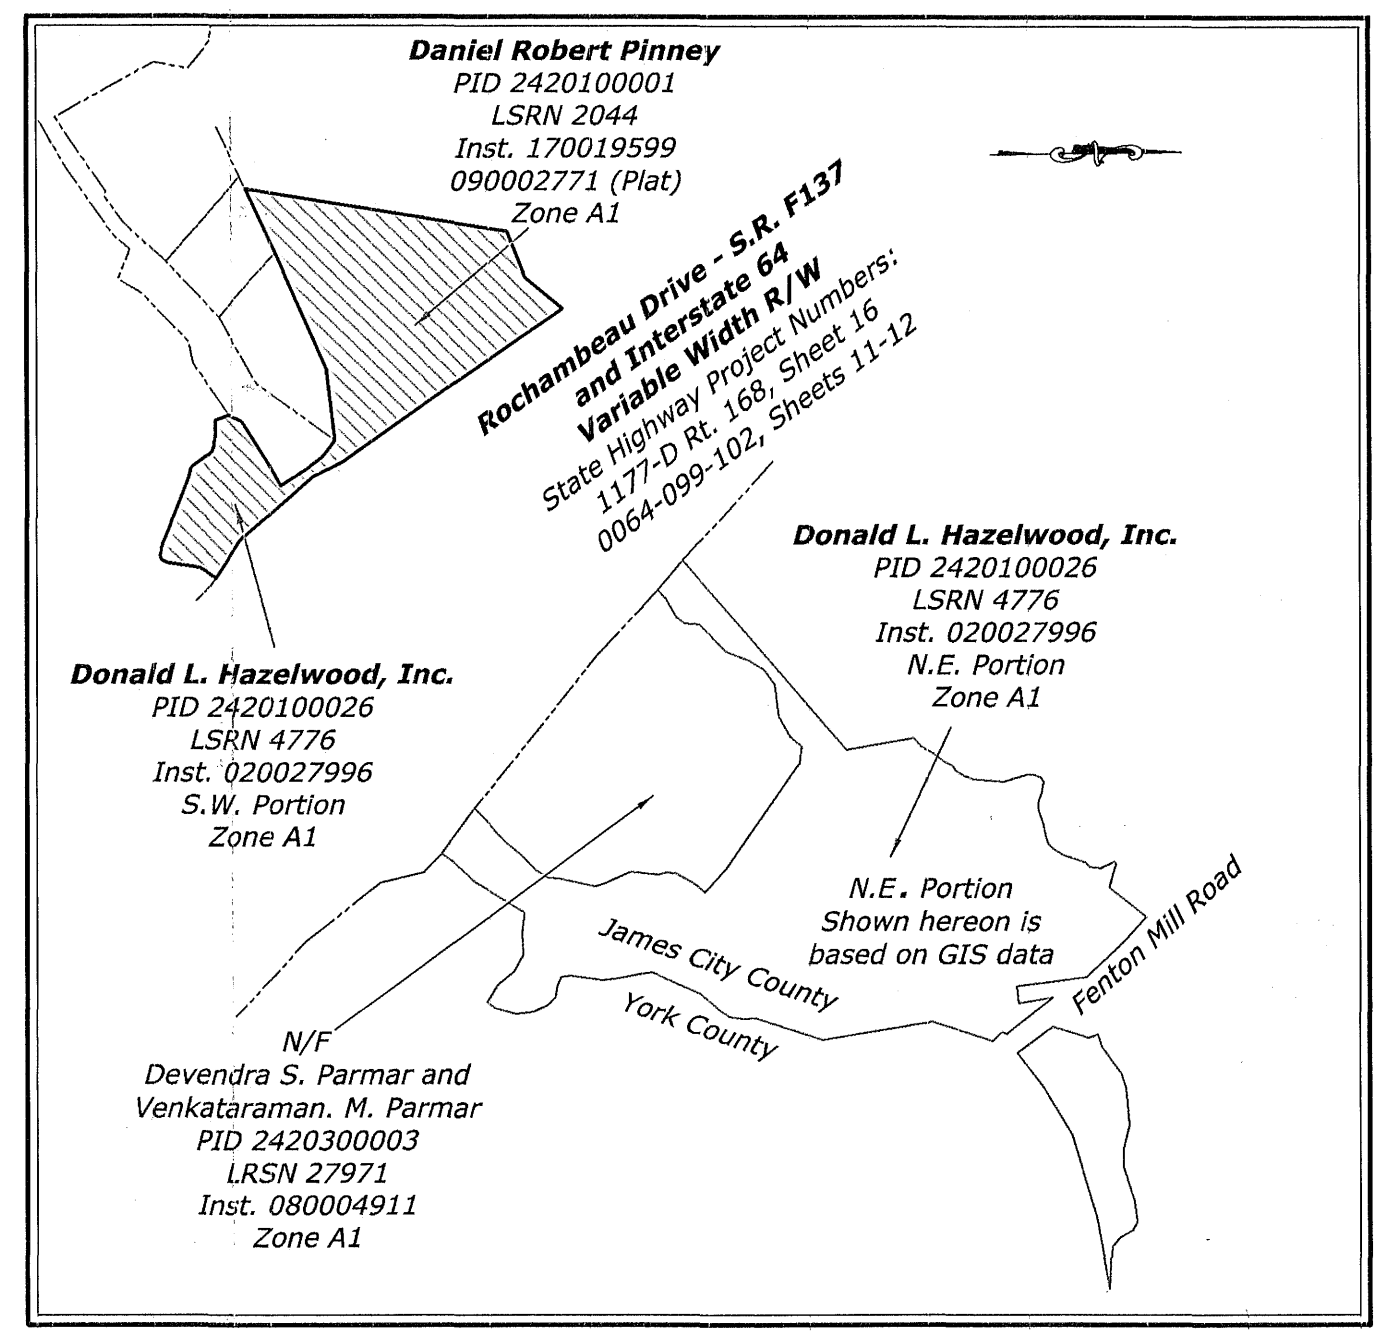 Daniel Robert Pinney
PID 2420100001
LSRN 2044
Inst. 170019599
090002771 (Plat)
Zone A1
Rochambeau Drive - S.R. F137
and Interstate 64
Variable Width R/W
State Highway Project Numbers:
1177-D Rt. 168, Sheet 16
0064-099-102, Sheets 11-12
Donald L. Hazelwood, Inc.
PID 2420100026
LSRN 4776
Inst. 020027996
N.E. Portion
Zone A1
Donald L. Hazelwood, Inc.
PID 2420100026
LSRN 4776
Inst. 020027996
S.W. Portion
Zone A1
N.E. Portion
Shown hereon is
based on GIS data
Fenton Mill Road
James City County
York County
N/F
Devendra S. Parmar and
Venkataraman. M. Parmar
PID 2420300003
LRSN 27971
Inst. 080004911
Zone A1